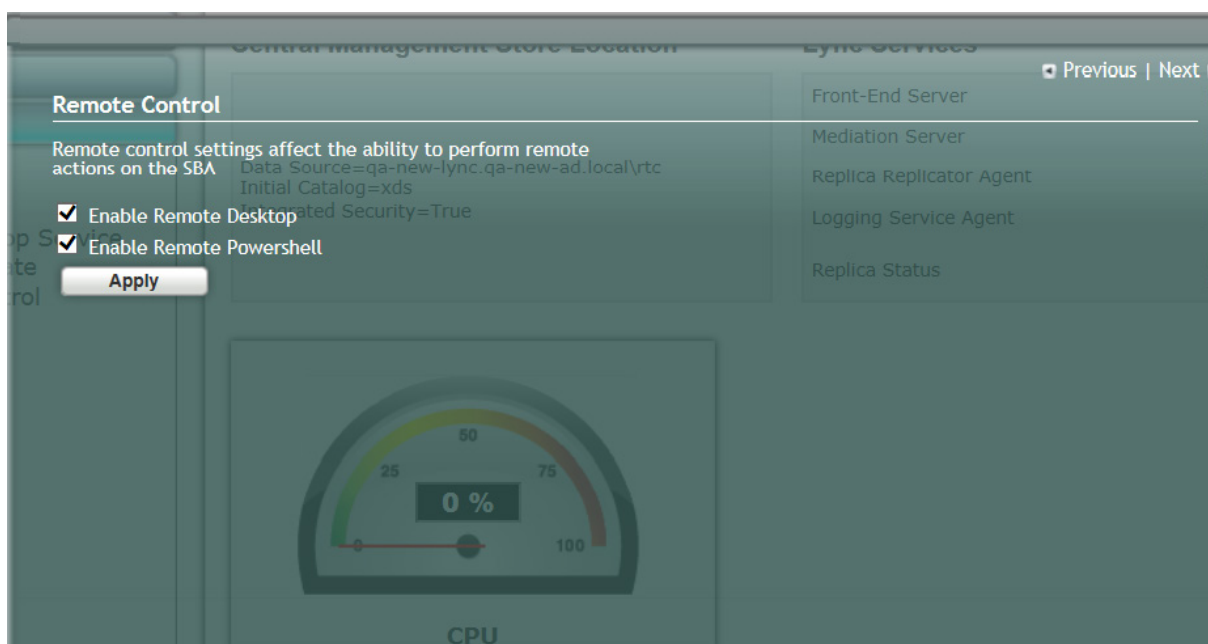 Central Management Store Location
Lync Services
Previous | Next
Remote Control
Front-End Server
Mediation Server
Remote control settings affect the ability to perform remote
actions on the SBA
Data Source=qa-new-lync.qa-new-ad.local\rtc
Initial Catalog=xds
Integrated Security=True
Replica Replicator Agent
Logging Service Agent
Replica Status
Enable Remote Desktop
Enable Remote Powershell
Apply
50
25
75
0 %
0
100
CPU